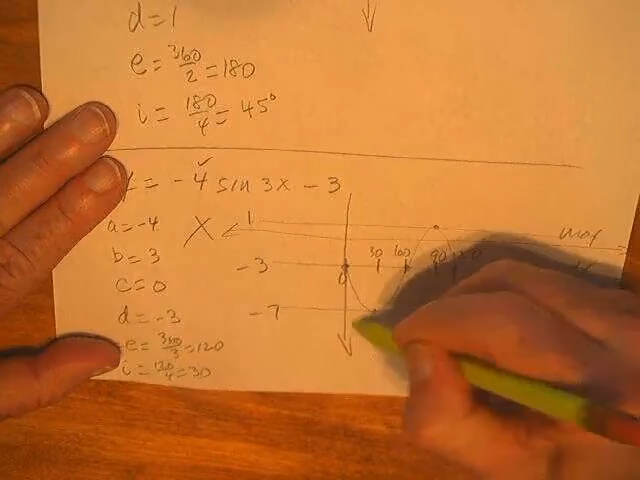 d = 1
e = 360/2 = 180
i = 180/4 = 45°
= -4 sin 3x - 3
a = -4
b = 3
c = 0
d = -3
e = 360/3 = 120
i = 120/4 = 30
X
1
max
30
90
-3
0
-7